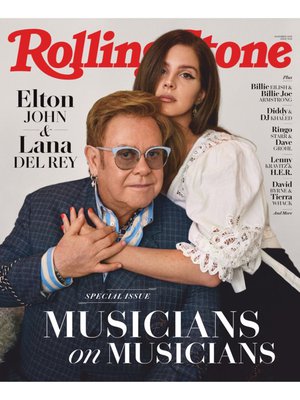 Rolling Stone
Elton
JOHN
&
Lana
DEL REY
Plus
Billie EILISH &
Billie Joe
ARMSTRONG
Diddy &
DJ KHALED
Ringo
STARR &
Dave
GROHL
Lenny
KRAVITZ &
H.E.R.
David
BYRNE &
Tierra
WHACK
And More
SPECIAL ISSUE
MUSICIANS
on MUSICIANS